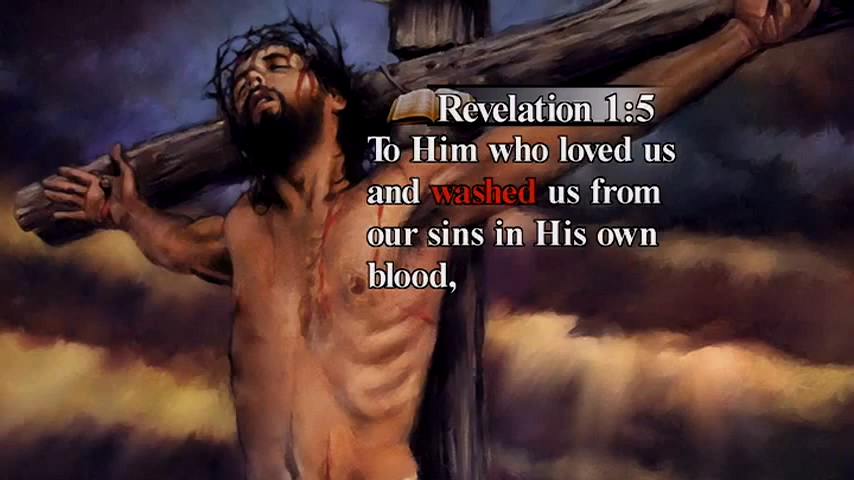 Revelation 1:5
To Him who loved us
and washed us from
our sins in His own
blood,